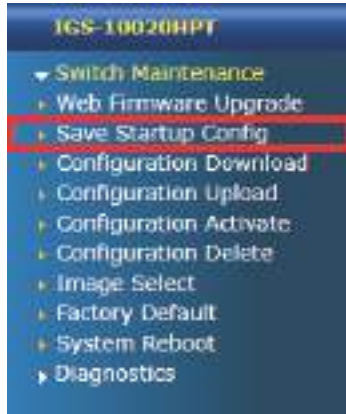 IGS-10020HPT
Switch Maintenance
Web Firmware Upgrade
Save Startup Config
Configuration Download
Configuration Upload
Configuration Activate
Configuration Delete
Image Select
Factory Default
System Reboot
Diagnostics